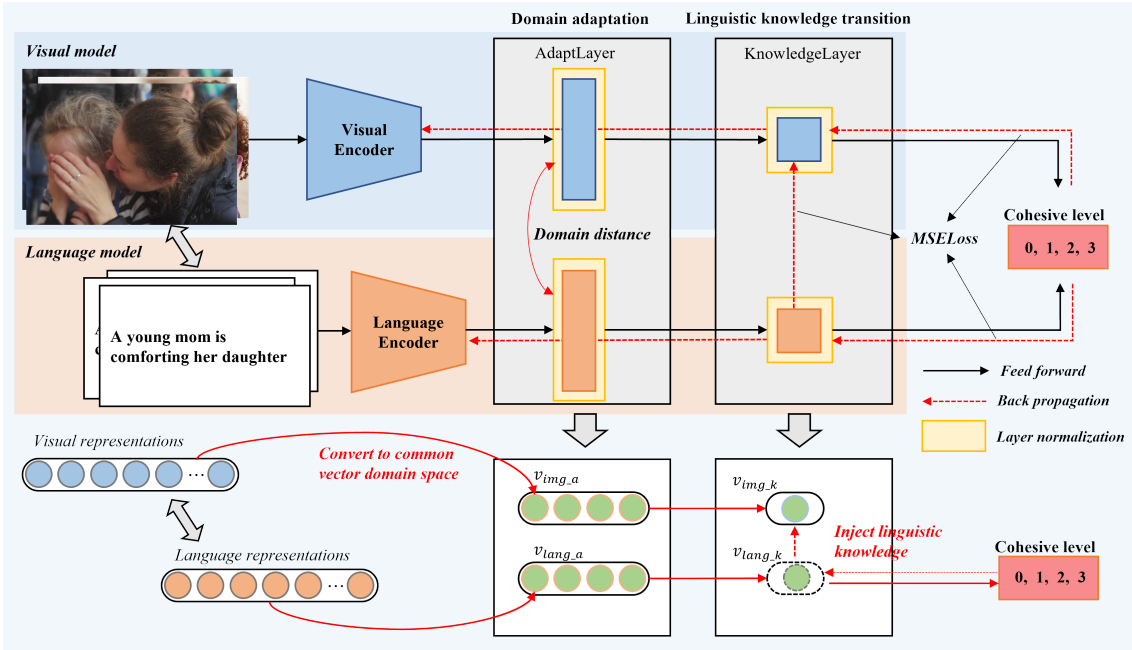 Domain adaptation
Linguistic knowledge transition
Visual model
AdaptLayer
KnowledgeLayer
Visual
Encoder
Domain distance
Cohesive level
0, 1, 2, 3
MSELoss
Language model
A young mom is
comforting her daughter
Language
Encoder
Feed forward
Back propagation
Layer normalization
Visual representations
Convert to common
vector domain space
v_img_a
v_img_k
Language representations
v_lang_a
v_lang_k
Inject linguistic
knowledge
Cohesive level
0, 1, 2, 3